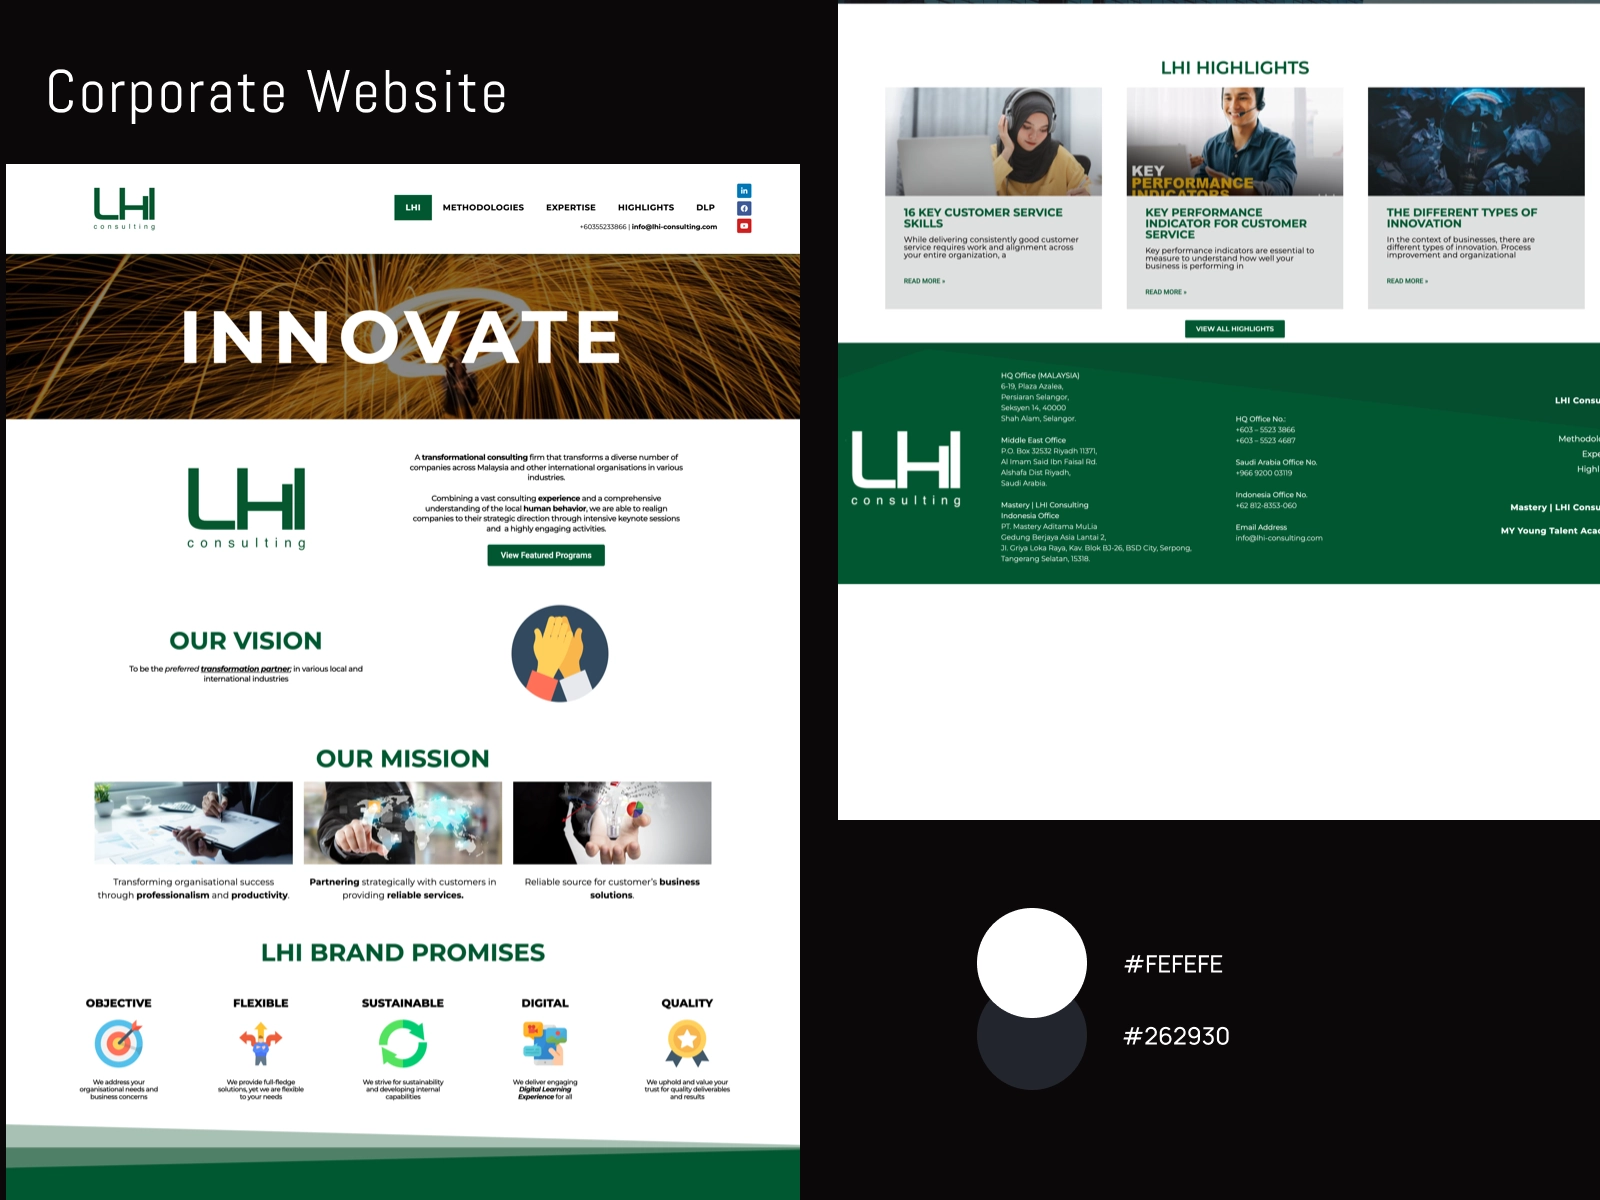 Corporate Website
LHI
consulting
LHI METHODOLOGIES EXPERTISE HIGHLIGHTS DLP
+60355233866 | info@lhi-consulting.com
in
INNOVATE
LHI
consulting
A transformational consulting firm that transforms a diverse number of
companies across Malaysia and other international organisations in various
industries.
Combining a vast consulting experience and a comprehensive
understanding of the local human behavior, we are able to realign
companies to their strategic direction through intensive keynote sessions
and a highly engaging activities.
View Featured Programs
OUR VISION
To be the preferred transformation partner; in various local and
international industries
OUR MISSION
Transforming organisational success
through professionalism and productivity.
Partnering strategically with customers in
providing reliable services.
Reliable source for customer's business
solutions.
LHI BRAND PROMISES
OBJECTIVE
We address your
organisational needs and
business concerns
FLEXIBLE
We provide full-fledge
solutions, yet we are flexible
to your needs
SUSTAINABLE
We strive for sustainability
and developing internal
capabilities
DIGITAL
We deliver engaging
Digital Learning
Experience for all
QUALITY
We uphold and value your
trust for quality deliverables
and results
LHI HIGHLIGHTS
16 KEY CUSTOMER SERVICE
SKILLS
While delivering consistently good customer
service requires work and alignment across
your entire organization, a
READ MORE »
KEY
PERFORMANCE
INDICATORS
KEY PERFORMANCE
INDICATOR FOR CUSTOMER
SERVICE
Key performance indicators are essential to
measure to understand how well your
business is performing in
READ MORE »
THE DIFFERENT TYPES OF
INNOVATION
In the context of businesses, there are
different types of innovation. Process
improvement and organizational
READ MORE »
VIEW ALL HIGHLIGHTS
LHI
consulting
HQ Office (MALAYSIA)
6-19, Plaza Azalea,
Persiaran Selangor,
Seksyen 14, 40000
Shah Alam, Selangor.
Middle East Office
P.O. Box 32532 Riyadh 11371,
Al Imam Said Ibn Faisal Rd.
Alshafa Dist Riyadh,
Saudi Arabia.
Mastery | LHI Consulting
Indonesia Office
PT. Mastery Aditama MuLia
Gedung Berjaya Asia Lantai 2,
Jl. Griya Loka Raya, Kav. Blok BJ-26, BSD City, Serpong,
Tangerang Selatan, 15318.
HQ Office No.:
+603 – 5523 3866
+603 – 5523 4687
Saudi Arabia Office No.
+966 9200 03119
Indonesia Office No.
+62 812-8353-060
Email Address
info@lhi-consulting.com
LHI Consu
Methodolo
Expe
Highl
Mastery | LHI Consu
MY Young Talent Aca
#FEFEFE
#262930